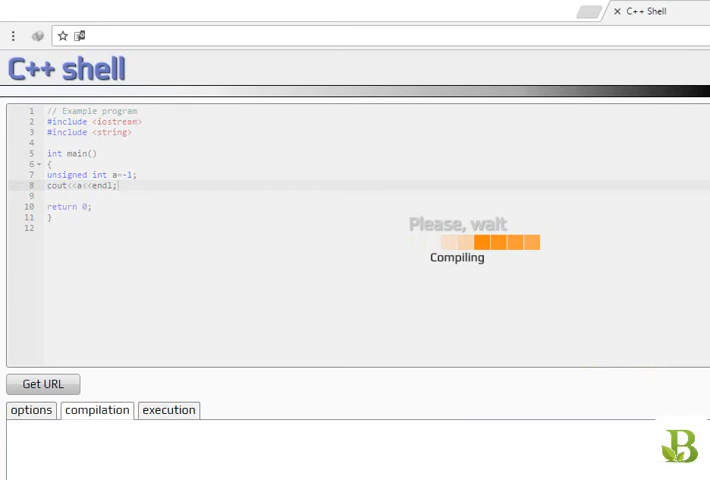 C++ Shell
C++ shell
1 // Example program
2 #include <iostream>
3 #include <string>
4
5 int main()
6 {
7 unsigned int a=-1;
8 cout<<a<<endl;
9
10 return 0;
11 }
12
Please, wait
Compiling
Get URL
options compilation execution
B